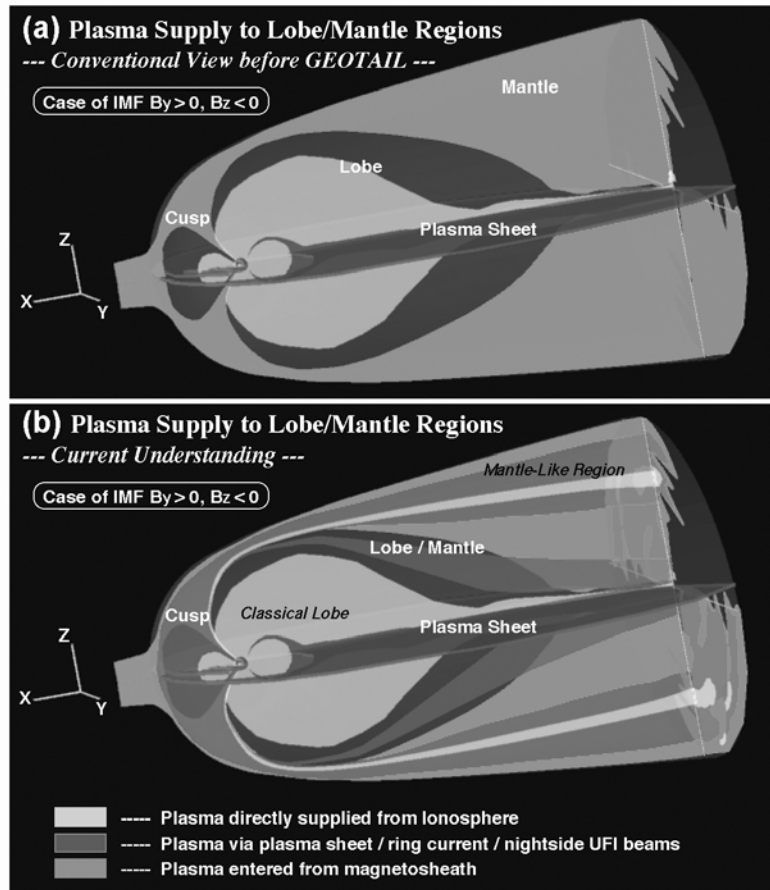 (a) Plasma Supply to Lobe/Mantle Regions
--- Conventional View before GEOTAIL ---
Case of IMF By > 0, Bz < 0
Mantle
Lobe
Cusp
Plasma Sheet
Z
X
Y
(b) Plasma Supply to Lobe/Mantle Regions
--- Current Understanding ---
Mantle-Like Region
Case of IMF By > 0, Bz < 0
Lobe / Mantle
Cusp
Classical Lobe
Plasma Sheet
Z
X
Y
----- Plasma directly supplied from Ionosphere
----- Plasma via plasma sheet / ring current / nightside UFI beams
----- Plasma entered from magnetosheath